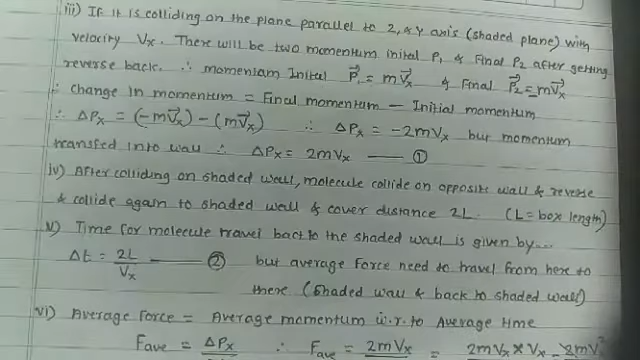 iii) If it is colliding on the plane parallel to Z, & Y axis (shaded plane) with
velocity Vx. There will be two momentum inital P1 & Final P2 after getting
reverse back. ∴ momentam Inital P⃗1 = mV⃗x & Final P⃗2 = mV⃗x
∴ change in momentum = Final momentum – Initial momentum
∴ ΔPx = (-mV⃗x) - (mV⃗x) ∴ ΔPx = -2mVx but momentum
transfed into wall ∴ ΔPx = 2mVx —— ①
iv) After colliding on shaded wall, molecule collide on opposite wall & reverse
& collide again to shaded wall & cover distance 2L. (L = box length)
v) Time for molecule travel back to the shaded wall is given by...
Δt = 2L/Vx —— ② but average force need to travel from here to
there (shaded wall & back to shaded wall)
vi) Average Force = Average momentum w.r.to Average time
Fave = ΔPx ∴ Fave = 2mVx = 2mVx × Vx